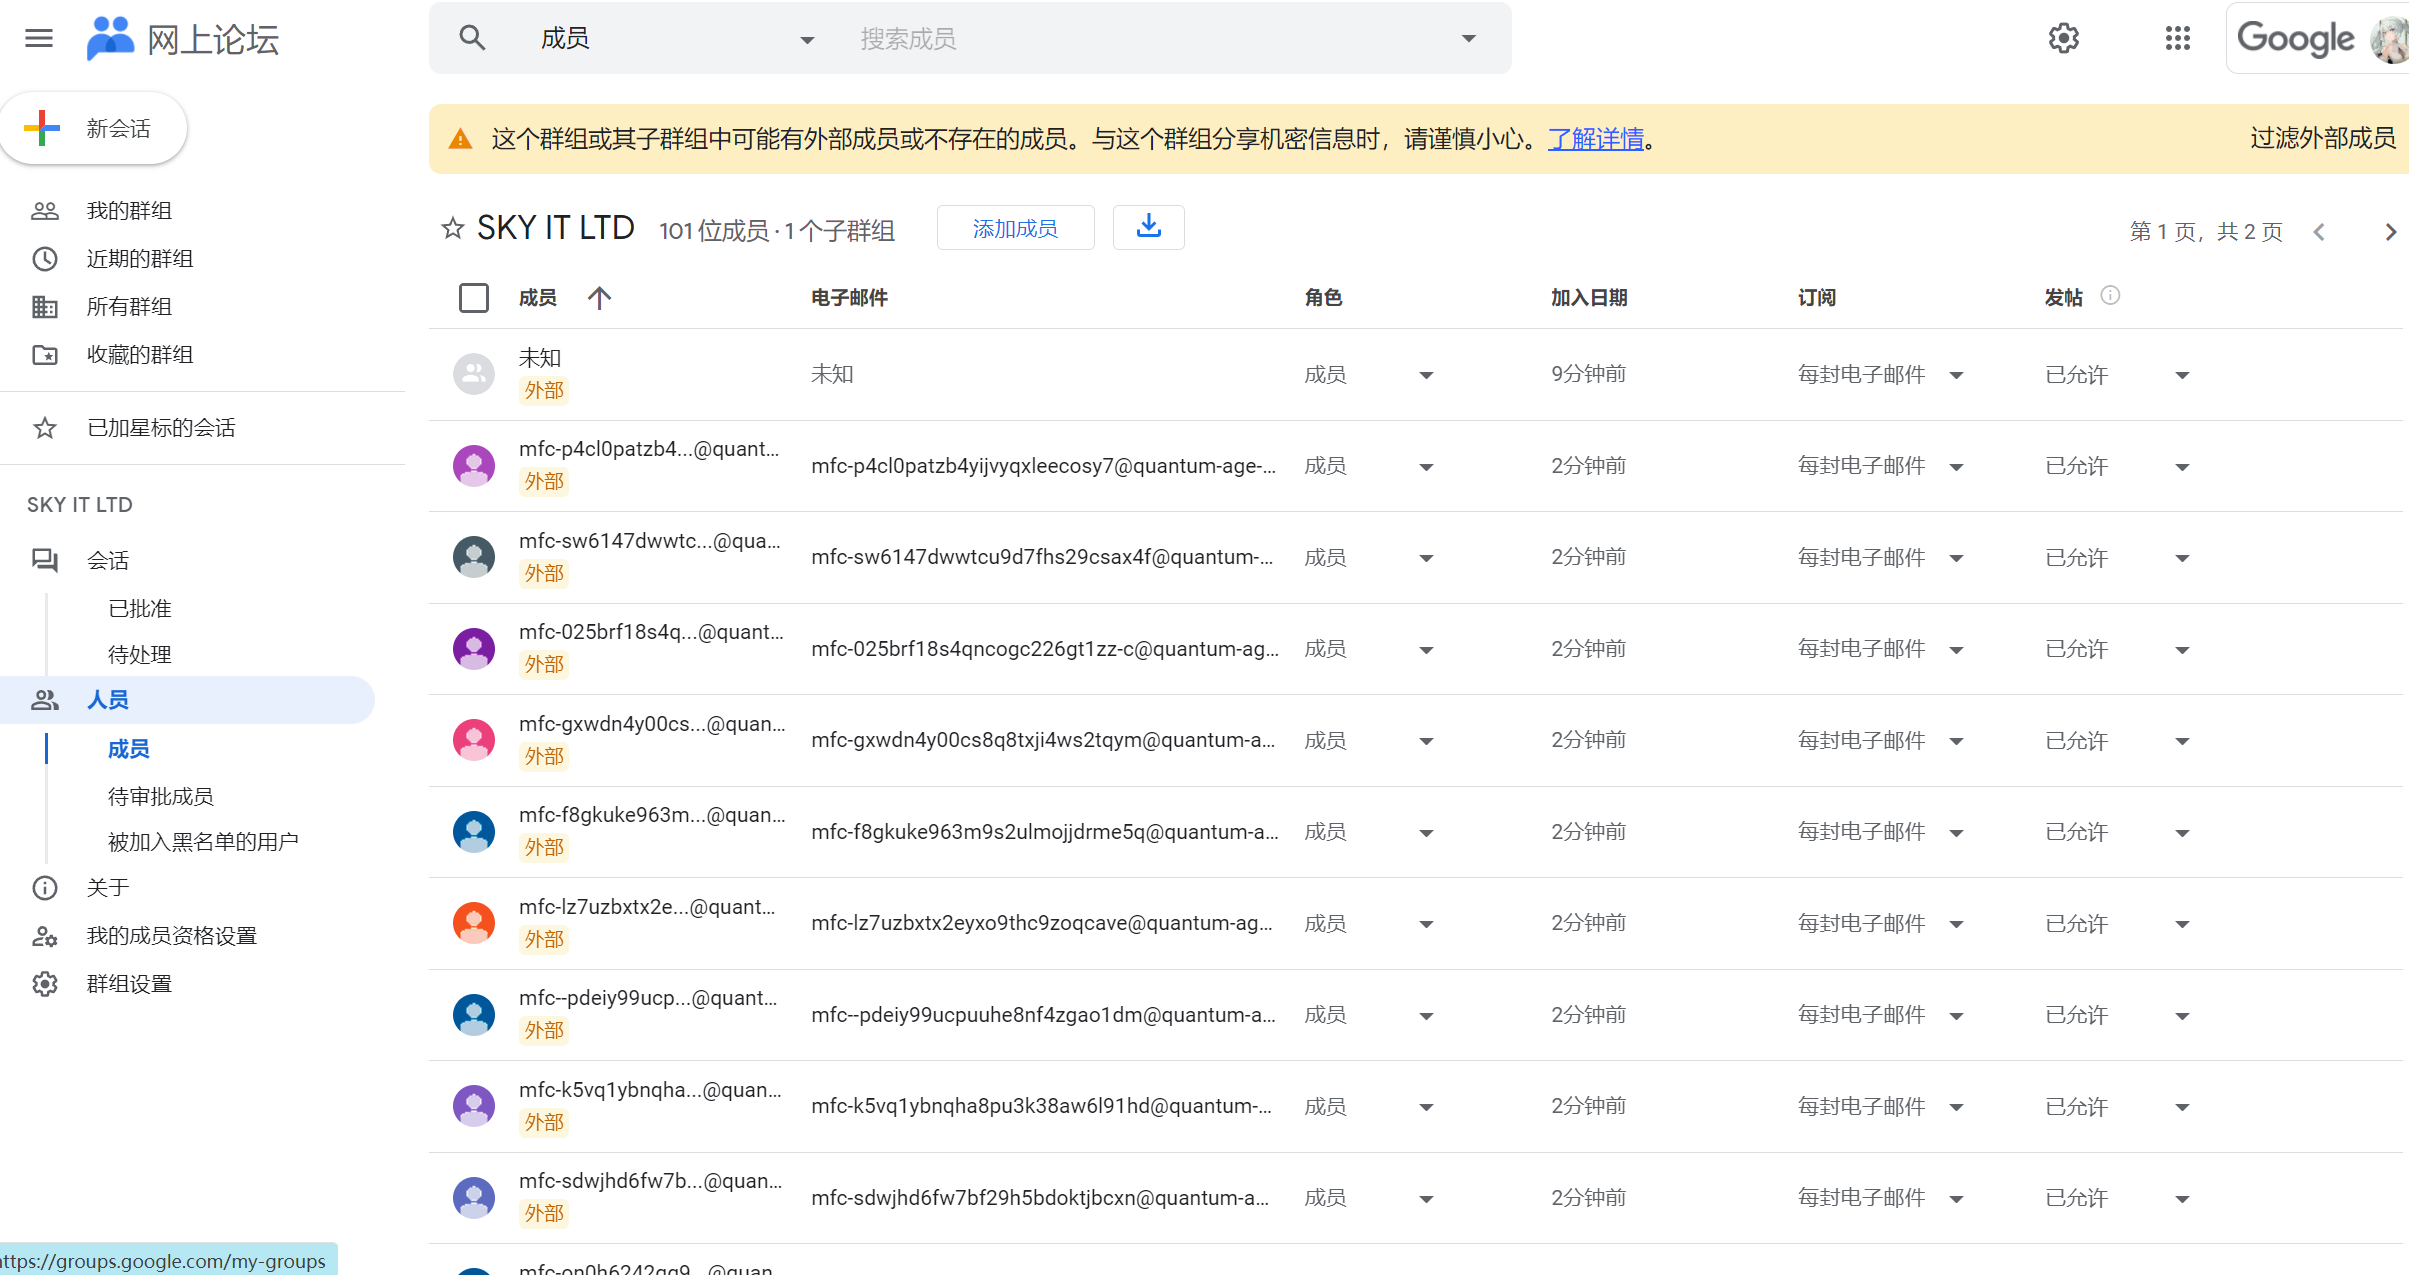 网上论坛
成员
搜索成员
Google
新会话
这个群组或其子群组中可能有外部成员或不存在的成员。与这个群组分享机密信息时，请谨慎小心。了解详情。
过滤外部成员
我的群组
近期的群组
所有群组
收藏的群组
已加星标的会话
SKY IT LTD
会话
已批准
待处理
人员
成员
待审批成员
被加入黑名单的用户
关于
我的成员资格设置
群组设置
https://groups.google.com/my-groups
SKY IT LTD 101 位成员 · 1 个子群组 添加成员
第 1 页，共 2 页
成员 电子邮件 角色 加入日期 订阅 发帖
未知
外部
未知 成员 9分钟前 每封电子邮件 已允许
mfc-p4cl0patzb4...@quant...
外部
mfc-p4cl0patzb4yijvyqxleecosy7@quantum-age-... 成员 2分钟前 每封电子邮件 已允许
mfc-sw6147dwwtc...@qua...
外部
mfc-sw6147dwwtcu9d7fhs29csax4f@quantum-... 成员 2分钟前 每封电子邮件 已允许
mfc-025brf18s4q...@quant...
外部
mfc-025brf18s4qncogc226gt1zz-c@quantum-ag... 成员 2分钟前 每封电子邮件 已允许
mfc-gxwdn4y00cs...@quan...
外部
mfc-gxwdn4y00cs8q8txji4ws2tqym@quantum-a... 成员 2分钟前 每封电子邮件 已允许
mfc-f8gkuke963m...@quan...
外部
mfc-f8gkuke963m9s2ulmojjdrme5q@quantum-a... 成员 2分钟前 每封电子邮件 已允许
mfc-lz7uzbxtx2e...@quant...
外部
mfc-lz7uzbxtx2eyxo9thc9zoqcave@quantum-ag... 成员 2分钟前 每封电子邮件 已允许
mfc--pdeiy99ucp...@quant...
外部
mfc--pdeiy99ucpuuhe8nf4zgao1dm@quantum-a... 成员 2分钟前 每封电子邮件 已允许
mfc-k5vq1ybnqha...@quan...
外部
mfc-k5vq1ybnqha8pu3k38aw6l91hd@quantum-... 成员 2分钟前 每封电子邮件 已允许
mfc-sdwjhd6fw7b...@quan...
外部
mfc-sdwjhd6fw7bf29h5bdoktjbcxn@quantum-a... 成员 2分钟前 每封电子邮件 已允许